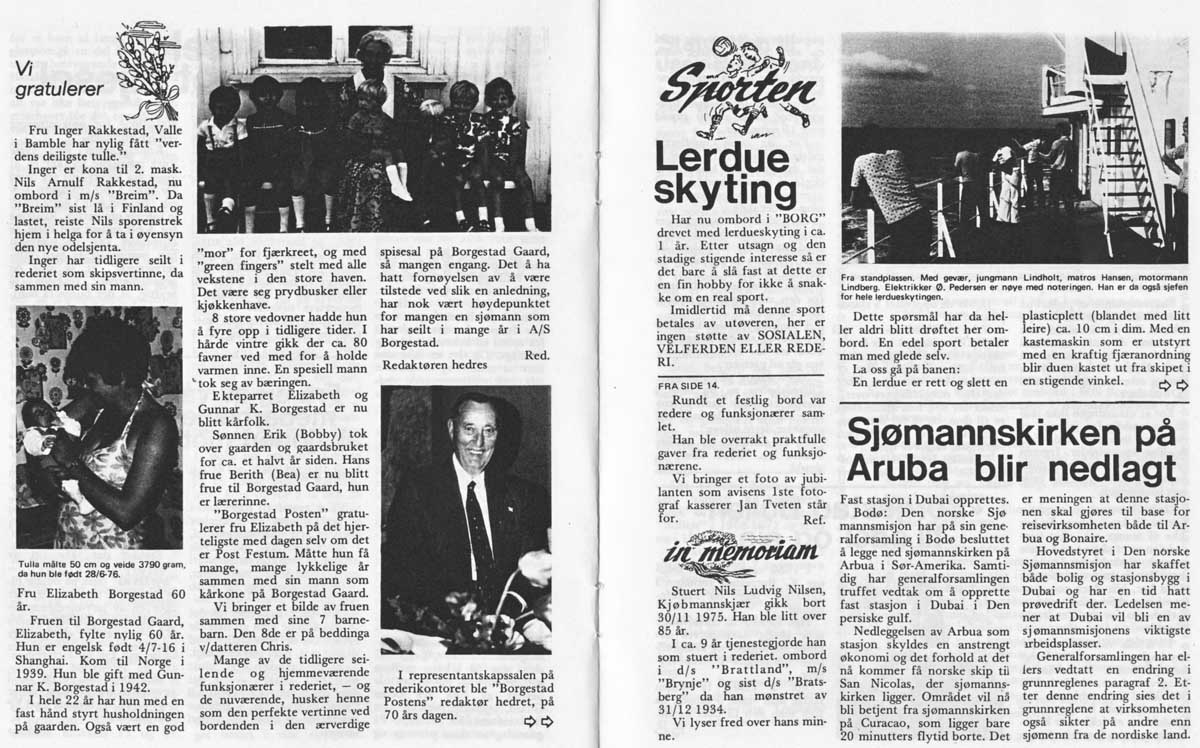 Vi
gratulerer
Fru Inger Rakkestad, Valle
i Bamble har nylig fått "ver-
dens deiligste tulle."
Inger er kona til 2. mask.
Nils Arnulf Rakkestad, nu
ombord i m/s "Breim". Da
"Breim" sist lå i Finland og
lastet, reiste Nils sporenstrek
hjem i helga for å ta i øyensyn
den nye odelsjenta.
Inger har tidligere seilt i
rederiet som skipsvertinne, da
sammen med sin mann.
Tulla målte 50 cm og veide 3790 gram,
da hun ble født 28/6-76.
Fru Elizabeth Borgestad 60
år.
Fruen til Borgestad Gaard,
Elizabeth, fylte nylig 60 år.
Hun er engelsk født 4/7-16 i
Shanghai. Kom til Norge i
1939. Hun ble gift med Gun-
nar K. Borgestad i 1942.
I hele 22 år har hun med en
fast hånd styrt husholdningen
på gaarden. Også vært en god
"mor" for fjærkreet, og med
"green fingers" stelt med alle
vekstene i den store haven.
Det være seg prydbusker eller
kjøkkenhave.
8 store vedovner hadde hun
å fyre opp i tidligere tider. I
hårde vintre gikk der ca. 80
favner ved med for å holde
varmen inne. En spesiell mann
tok seg av bæringen.
Ekteparret Elizabeth og
Gunnar K. Borgestad er nu
blitt kårfolk.
Sønnen Erik (Bobby) tok
over gaarden og gaardsbruket
for ca. et halvt år siden. Hans
frue Berith (Bea) er nu blitt
frue til Borgestad Gaard, hun
er lærerinne.
"Borgestad Posten" gratu-
lerer fru Elizabeth på det hjer-
teligste med dagen selv om det
er Post Festum. Måtte hun få
mange, mange lykkelige år
sammen med sin mann som
kårkone på Borgestad Gaard.
Vi bringer et bilde av fruen
sammen med sine 7 barne-
barn. Den 8de er på beddinga
v/datteren Chris.
Mange av de tidligere sei-
lende og hjemmeværende
funksjonærer i rederiet, — og
de nuværende, husker henne
som den perfekte vertinne ved
bordenden i den ærverdige
spisesal på Borgestad Gaard,
så mangen engang. Det å ha
hatt fornøyelsen av å være
tilstede ved slik en anledning,
har nok vært høydepunktet
for mangen en sjømann som
har seilt i mange år i A/S
Borgestad.
Red.
Redaktøren hedres
I representantskapssalen på
rederikontoret ble "Borgestad
Postens" redaktør hedret, på
70 års dagen.
Sporten
Lerdue
skyting
Har nu ombord i "BORG"
drevet med lerdueskyting i ca.
1 år. Etter utsagn og den
stadige stigende interesse så er
det bare å slå fast at dette er
en fin hobby for ikke å snak-
ke om en real sport.
Imidlertid må denne sport
betales av utøveren, her er
ingen støtte av SOSIALEN,
VELFERDEN ELLER REDE-
RI.
FRA SIDE 14.
Rundt et festlig bord var
redere og funksjonærer sam-
let.
Han ble overrakt praktfulle
gaver fra rederiet og funksjo-
nærene.
Vi bringer et foto av jubi-
lanten som avisens 1ste foto-
graf kasserer Jan Tveten står
for. Ref.
in memoriam
Stuert Nils Ludvig Nilsen,
Kjøbmannskjær gikk bort
30/11 1975. Han ble litt over
85 år.
I ca. 9 år tjenestegjorde han
som stuert i rederiet. ombord
i d/s "Brattland", m/s
"Brynje" og sist d/s "Brats-
berg" da han mønstret av
31/12 1934.
Vi lyser fred over hans min-
ne.
Fra standplassen. Med gevær, jungmann Lindholt, matros Hansen, motormann
Lindberg. Elektrikker Ø. Pedersen er nøye med noteringen. Han er da også sjefen
for hele lerdueskytingen.
Dette spørsmål har da hel-
ler aldri blitt drøftet her om-
bord. En edel sport betaler
man med glede selv.
La oss gå på banen:
En lerdue er rett og slett en
plasticplett (blandet med litt
leire) ca. 10 cm i dim. Med en
kastemaskin som er utstyrt
med en kraftig fjæranordning
blir duen kastet ut fra skipet i
en stigende vinkel.
Sjømannskirken på
Aruba blir nedlagt
Fast stasjon i Dubai opprettes.
Bodø: Den norske Sjø
mannsmisjon har på sin gene-
ralforsamling i Bodø besluttet
å legge ned sjømannskirken på
Arbua i Sør-Amerika. Samti-
dig har generalforsamlingen
truffet vedtak om å opprette
fast stasjon i Dubai i Den
persiske gulf.
Nedleggelsen av Arbua som
stasjon skyldes en anstrengt
økonomi og det forhold at det
nå kommer få norske skip til
San Nicolas, der sjømanns-
kirken ligger. Området vil nå
bli betjent fra sjømannskirken
på Curacao, som ligger bare
20 minutters flytid borte. Det
er meningen at denne stasjo-
nen skal gjøres til base for
reisevirksomheten både til Ar-
bua og Bonaire.
Hovedstyret i Den norske
Sjømannsmisjon har skaffet
både bolig og stasjonsbygg i
Dubai og har en tid hatt
prøvedrift der. Ledelsen me-
ner at Dubai vil bli en av
sjømannsmisjonens viktigste
arbeidsplasser.
Generalforsamlingen har el-
lers vedtatt en endring i
grunnreglenes paragraf 2. Et-
ter denne endring sies det i
grunnreglene at virksomheten
også sikter på andre enn
sjømenn fra de nordiske land.